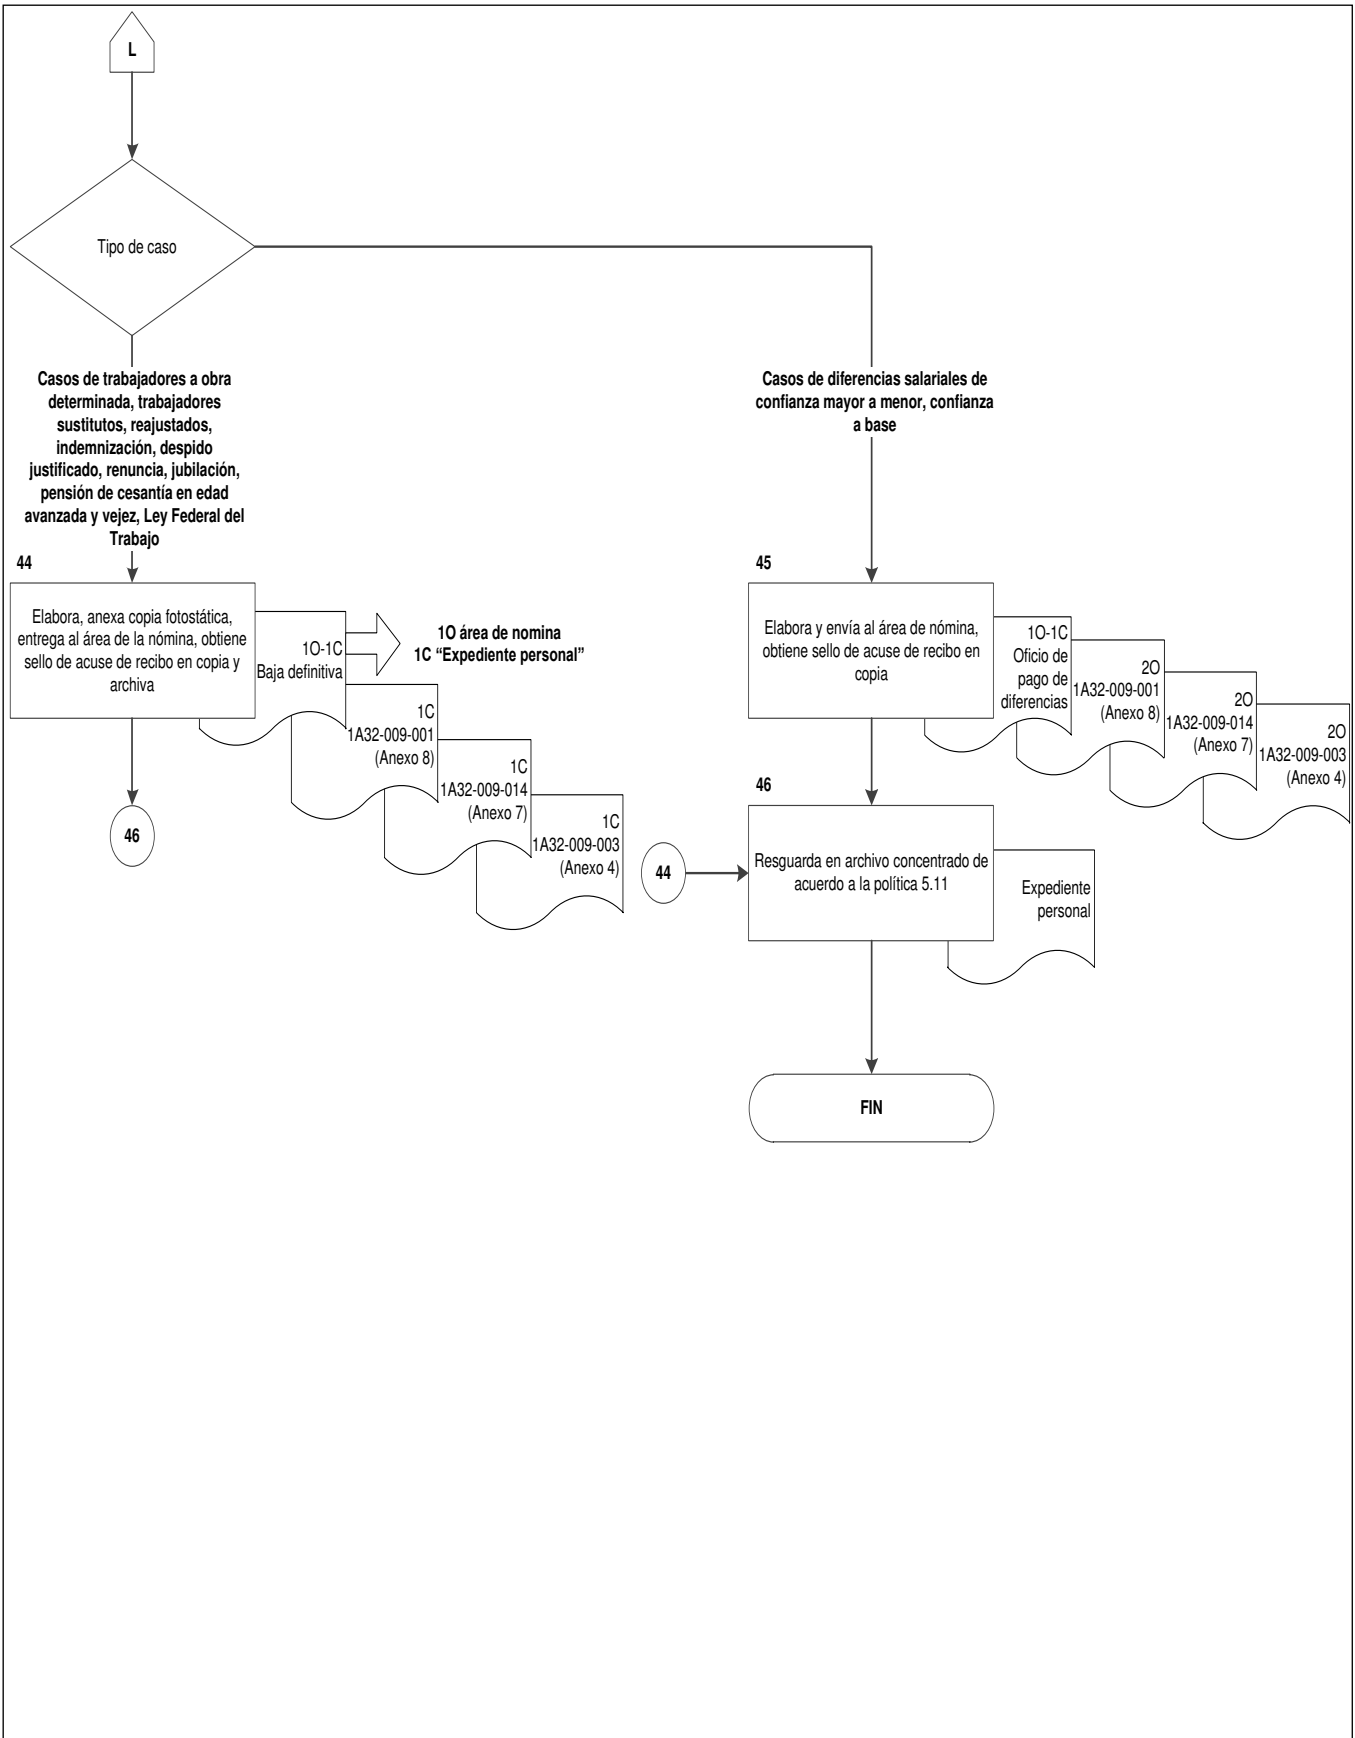 L
Tipo de caso
Casos de trabajadores a obra
determinada, trabajadores
sustitutos, reajustados,
indemnización, despido
justificado, renuncia, jubilación,
pensión de cesantía en edad
avanzada y vejez, Ley Federal del
Trabajo
44
Elabora, anexa copia fotostática,
entrega al área de la nómina, obtiene
sello de acuse de recibo en copia y
archiva
1O-1C
Baja definitiva
1O área de nomina
1C “Expediente personal”
1C
1A32-009-001
(Anexo 8)
1C
1A32-009-014
(Anexo 7)
1C
1A32-009-003
(Anexo 4)
46
Casos de diferencias salariales de
confianza mayor a menor, confianza
a base
45
Elabora y envía al área de nómina,
obtiene sello de acuse de recibo en
copia
1O-1C
Oficio de
pago de
diferencias
2O
1A32-009-001
(Anexo 8)
2O
1A32-009-014
(Anexo 7)
2O
1A32-009-003
(Anexo 4)
46
44
Resguarda en archivo concentrado de
acuerdo a la política 5.11
Expediente
personal
FIN